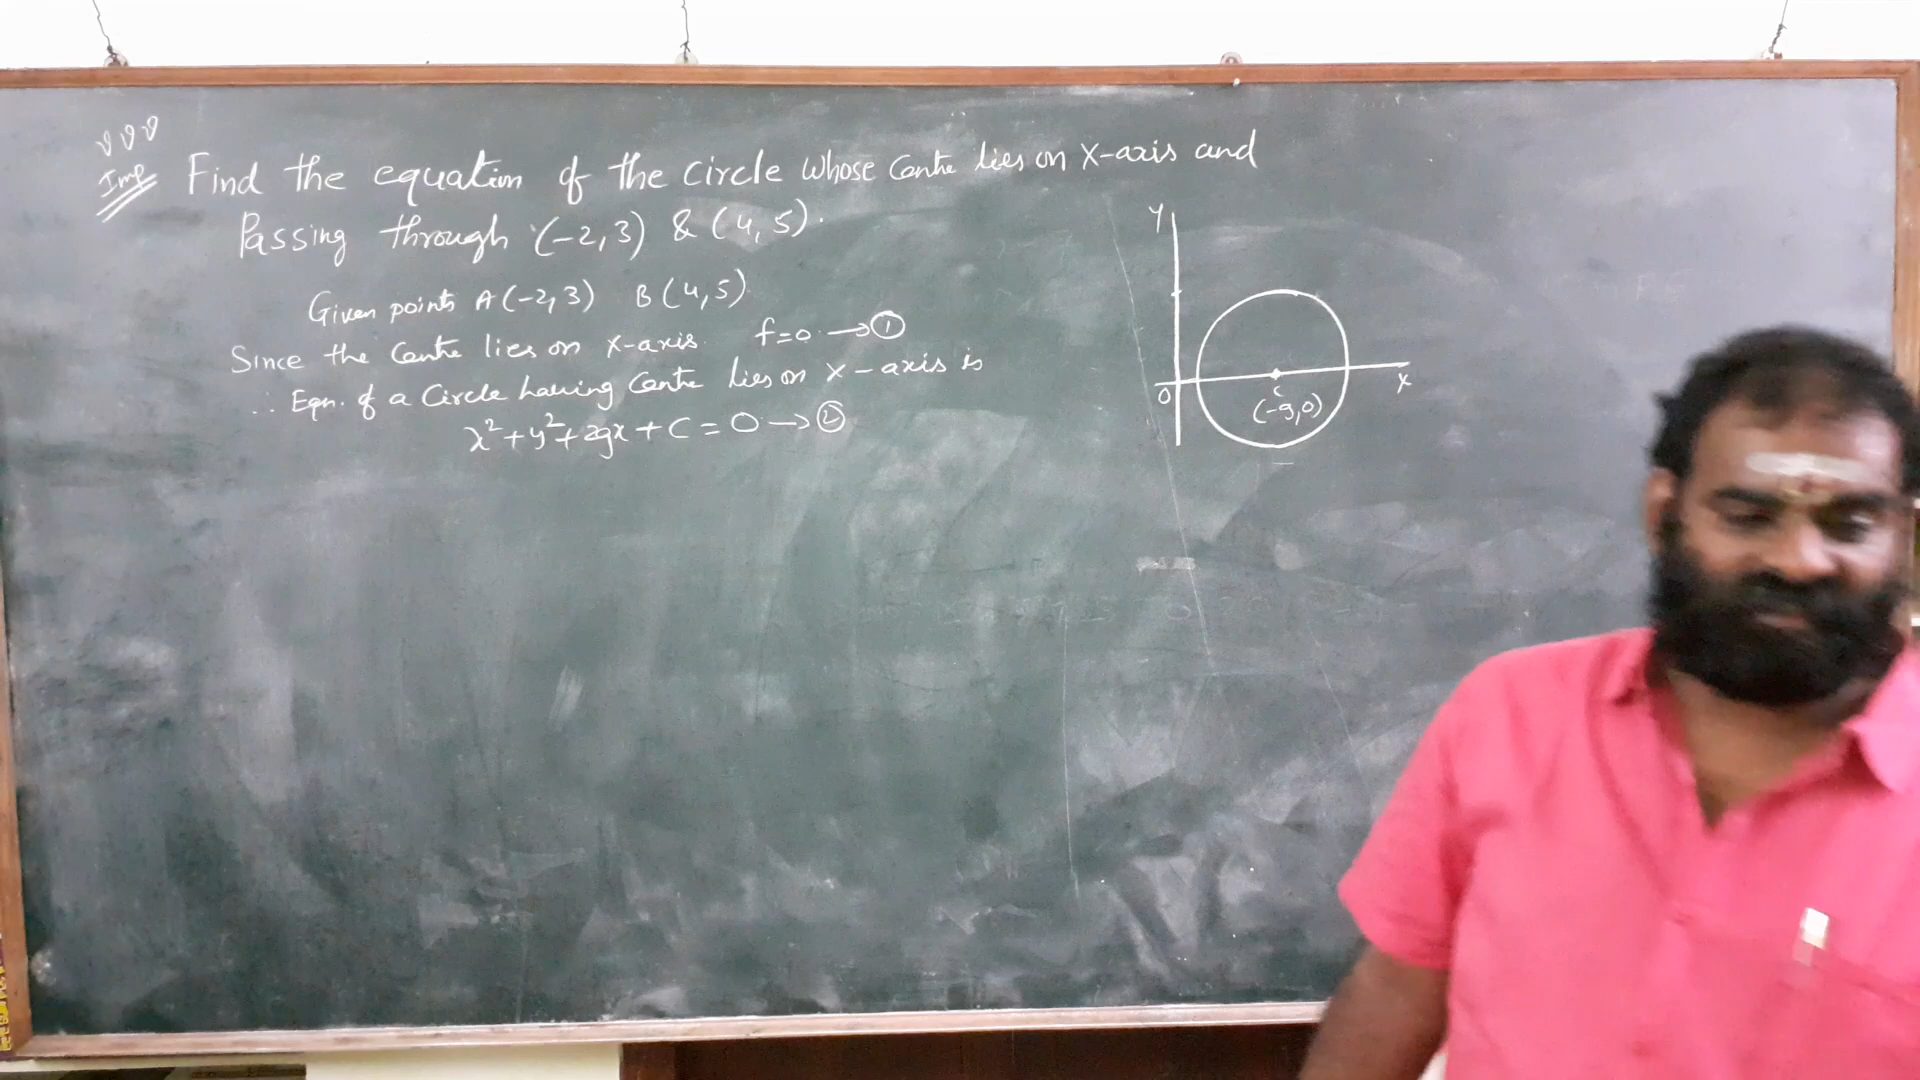 VVV
Imp
Find the equation of the circle whose Centre lies on X-axis and
Passing through (-2,3) & (4,5).
Given points A(-2,3) B(4,5)
Since the Centre lies on X-axis. f=0 → ①
∴ Eqn. of a Circle having Centre lies on X-axis is
x²+y²+2gx+c=0 → ②
Y
O
X
C
(-g,0)